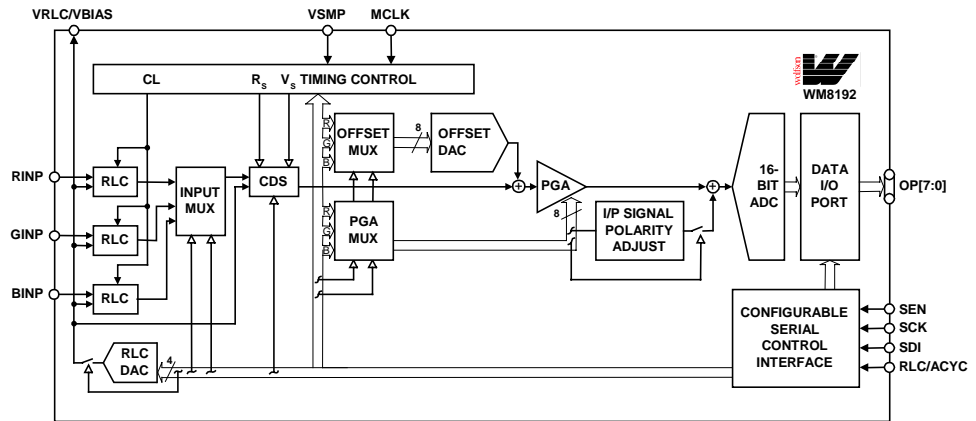 VRLC/VBIAS
VSMP
MCLK
CL
RS
VS TIMING CONTROL
wolfson
WM8192
R
G
B
OFFSET
MUX
8
OFFSET
DAC
RINP
RLC
INPUT
MUX
CDS
PGA
16-
BIT
ADC
DATA
I/O
PORT
OP[7:0]
GINP
RLC
R
G
B
PGA
MUX
8
I/P SIGNAL
POLARITY
ADJUST
BINP
RLC
CONFIGURABLE
SERIAL
CONTROL
INTERFACE
SEN
SCK
SDI
RLC/ACYC
RLC
DAC
4